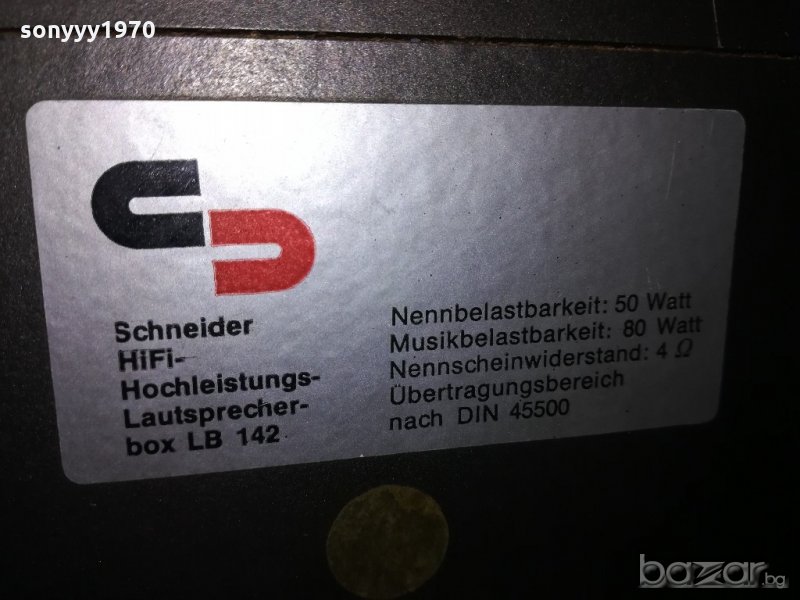 sonyyy1970
Schneider
HiFi-
Hochleistungs-
Lautsprecher-
box LB 142
Nennbelastbarkeit: 50 Watt
Musikbelastbarkeit: 80 Watt
Nennscheinwiderstand: 4 Ω
Übertragungsbereich
nach DIN 45500
bazar.bg